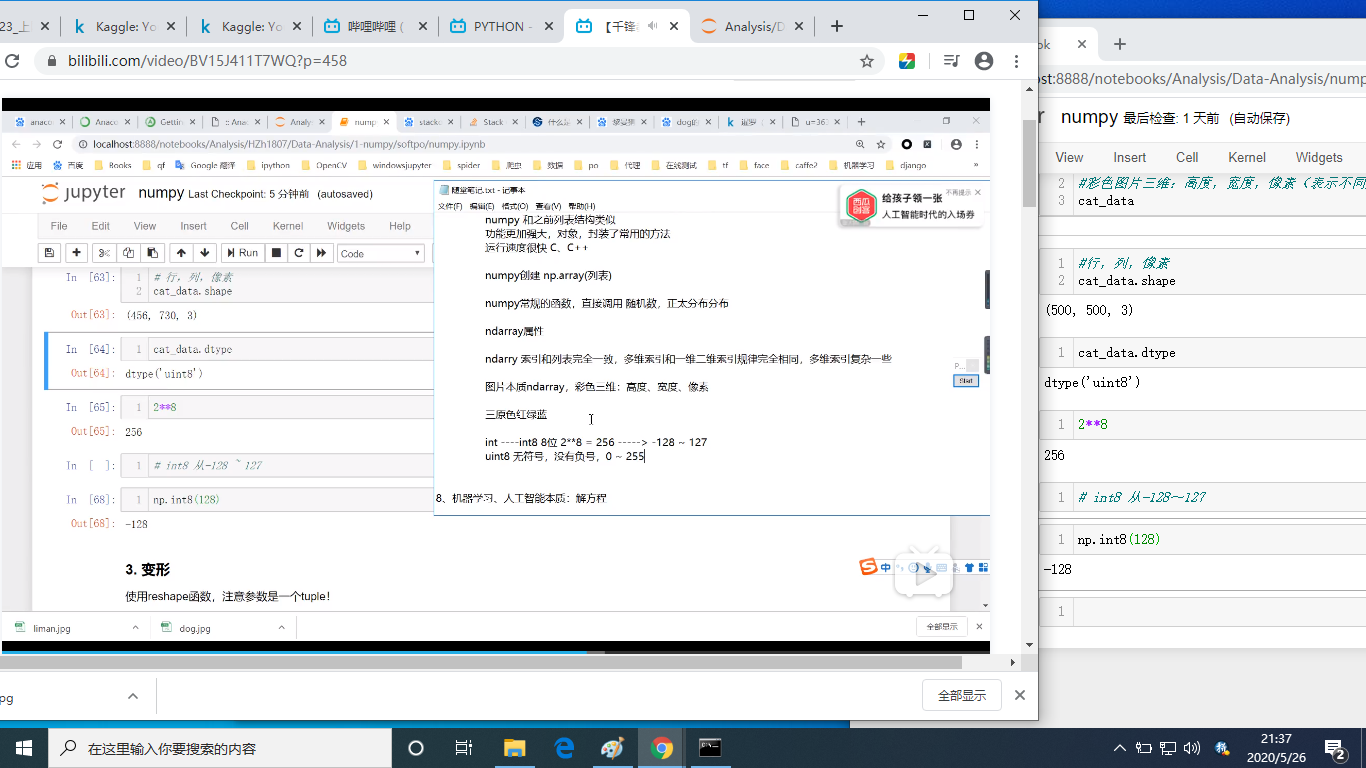 23_上
Kaggle: Yo
Kaggle: Yo
哔哩哔哩 (
PYTHON -
【千锋
Analysis/D
bilibili.com/video/BV15J411T7WQ?p=458
anaco
Anaco
Gettin
:: Anac
Analy
nump
stack
Stack
什么是
dog的
u=36
localhost:8888/notebooks/Analysis/HZh1807/Data-Analysis/1-numpy/softpo/numpy.ipynb
应用
百度
Books
qf
Google 翻译
ipython
OpenCV
windowsjupyter
spider
爬虫
数据
po
代理
在线测试
tf
face
caffe2
机器学习
django
»
jupyter numpy Last Checkpoint: 5 分钟前 (autosaved)
File Edit View Insert Cell Kernel Widgets Help
Run
Code
In [63]:
1 # 行，列，像素
2 cat_data.shape
Out[63]: (456, 730, 3)
In [64]: 1 cat_data.dtype
Out[64]: dtype('uint8')
In [65]: 1 2**8
Out[65]: 256
In [ ]: 1 # int8 从-128 ~ 127
In [68]: 1 np.int8(128)
Out[68]: -128
3. 变形
使用reshape函数，注意参数是一个tuple!
随堂笔记.txt - 记事本
文件(F) 编辑(E) 格式(O) 查看(V) 帮助(H)
numpy 和之前列表结构类似
功能更加强大，对象，封装了常用的方法
运行速度很快 C、C++
numpy创建 np.array(列表)
numpy常规的函数，直接调用 随机数，正太分布分布
ndarray属性
ndarry 索引和列表完全一致，多维索引和一维二维索引规律完全相同，多维索引复杂一些
图片本质ndarray，彩色三维：高度、宽度、像素
三原色红绿蓝
int ----int8 8位 2**8 = 256 -----> -128 ~ 127
uint8 无符号，没有负号，0 ~ 255
8、机器学习、人工智能本质：解方程
西瓜
创客
给孩子领一张
不再提示
人工智能时代的入场券
P...
Start
中
liman.jpg
dog.jpg
全部显示
pg
全部显示
ok
st:8888/notebooks/Analysis/Data-Analysis/nump
r numpy 最后检查: 1 天前 (自动保存)
View Insert Cell Kernel Widgets
2 #彩色图片三维：高度，宽度，像素（表示不同
3 cat_data
1 #行，列，像素
2 cat_data.shape
(500, 500, 3)
1 cat_data.dtype
dtype('uint8')
1 2**8
256
1 # int8 从-128～127
1 np.int8(128)
-128
1
在这里输入你要搜索的内容
21:37
2020/5/26
2